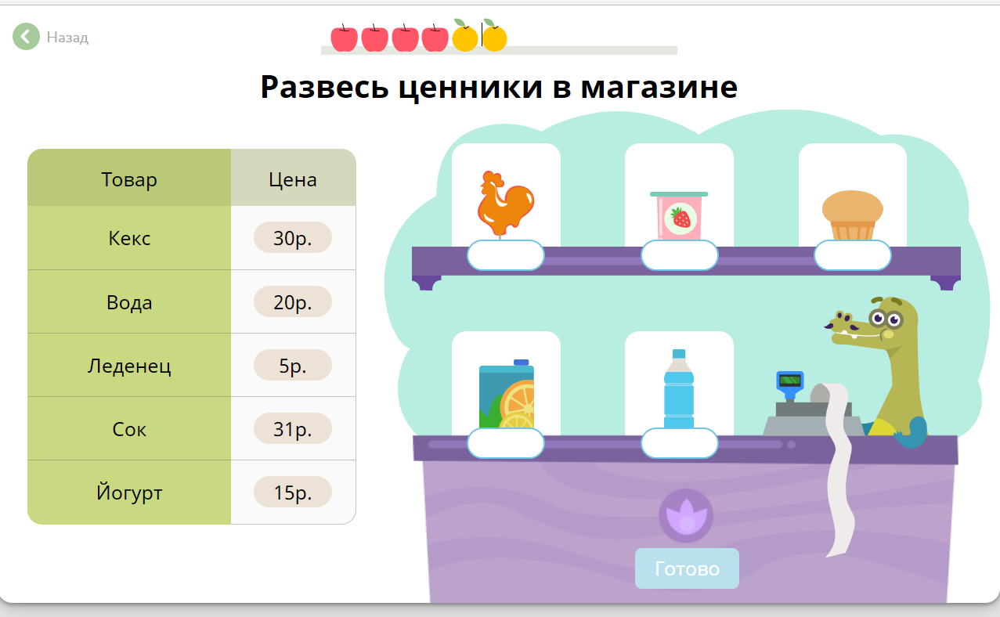 Назад
Развесь ценники в магазине
Товар Цена
Кекс 30р.
Вода 20р.
Леденец 5р.
Сок 31р.
Йогурт 15р.
Готово